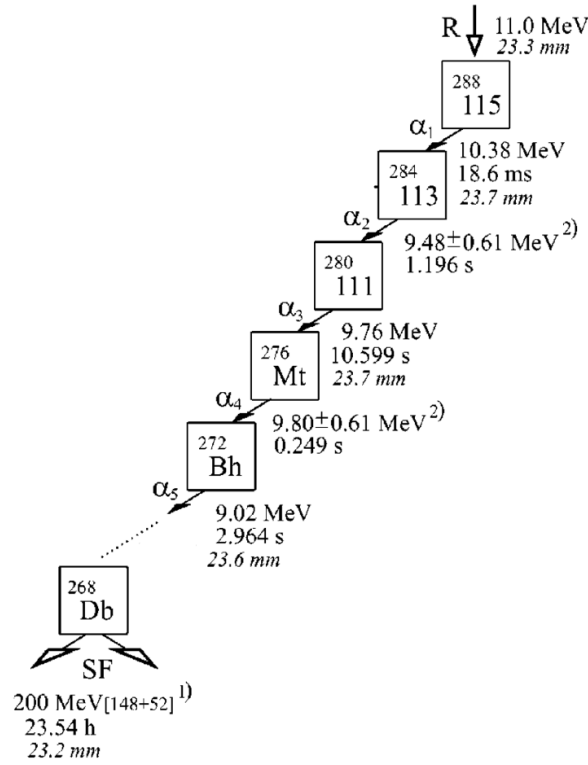 R 11.0 MeV
23.3 mm
288
115
α1
10.38 MeV
18.6 ms
23.7 mm
284
113
α2
9.48±0.61 MeV 2)
1.196 s
280
111
α3
9.76 MeV
10.599 s
23.7 mm
276
Mt
α4
9.80±0.61 MeV 2)
0.249 s
272
Bh
α5
9.02 MeV
2.964 s
23.6 mm
268
Db
SF
200 MeV[148+52] 1)
23.54 h
23.2 mm